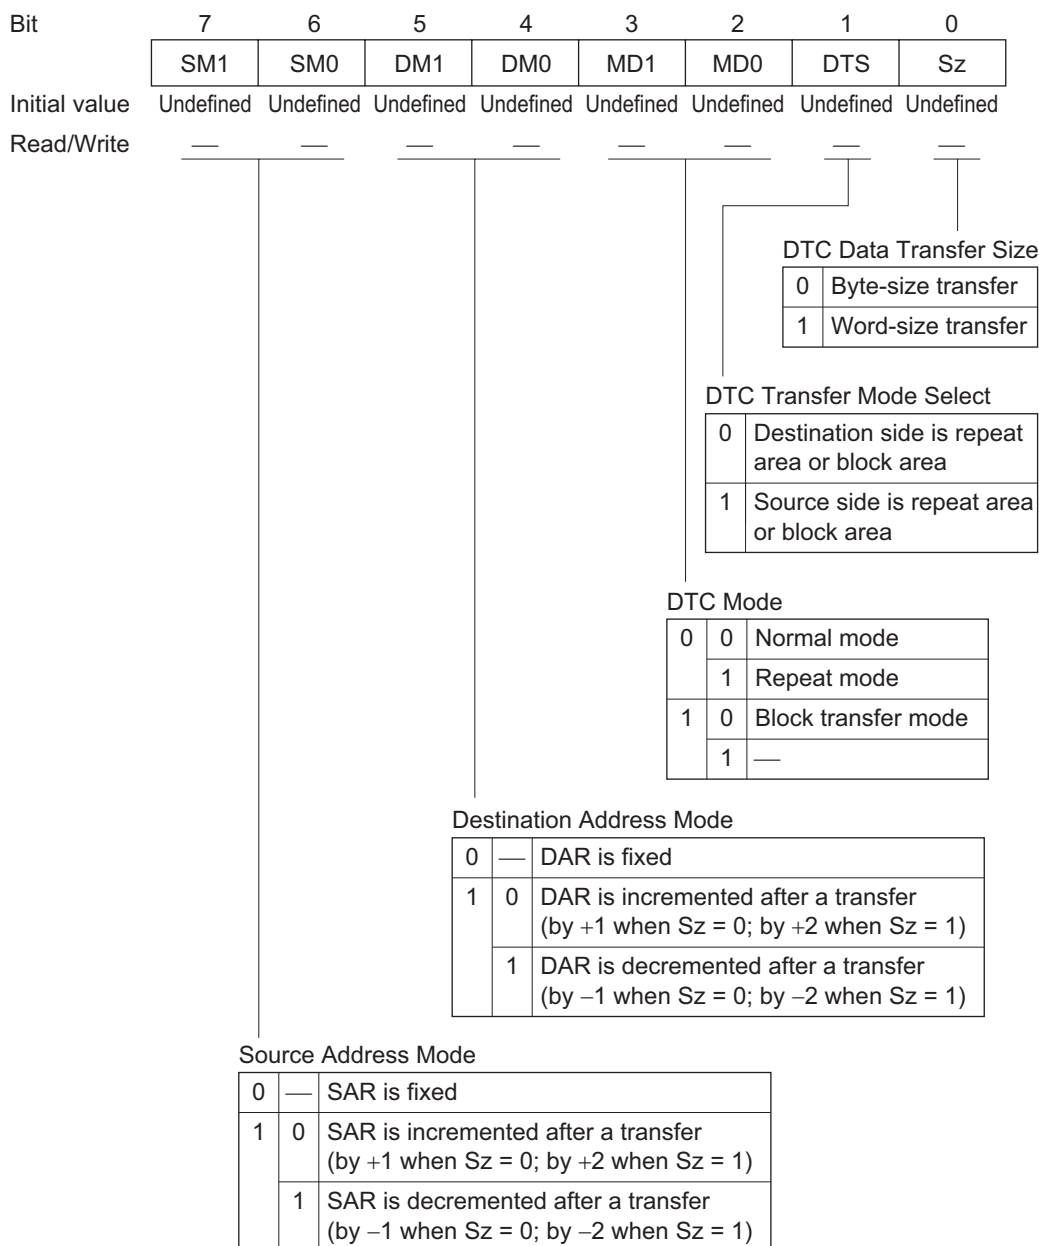 Bit 7 6 5 4 3 2 1 0
SM1 SM0 DM1 DM0 MD1 MD0 DTS Sz
Initial value Undefined Undefined Undefined Undefined Undefined Undefined Undefined Undefined
Read/Write — — — — — — — —
DTC Data Transfer Size
0 Byte-size transfer
1 Word-size transfer
DTC Transfer Mode Select
0 Destination side is repeat
area or block area
1 Source side is repeat area
or block area
DTC Mode
0 0 Normal mode
1 Repeat mode
1 0 Block transfer mode
1 —
Destination Address Mode
0 — DAR is fixed
1 0 DAR is incremented after a transfer
(by +1 when Sz = 0; by +2 when Sz = 1)
1 DAR is decremented after a transfer
(by −1 when Sz = 0; by −2 when Sz = 1)
Source Address Mode
0 — SAR is fixed
1 0 SAR is incremented after a transfer
(by +1 when Sz = 0; by +2 when Sz = 1)
1 SAR is decremented after a transfer
(by −1 when Sz = 0; by −2 when Sz = 1)